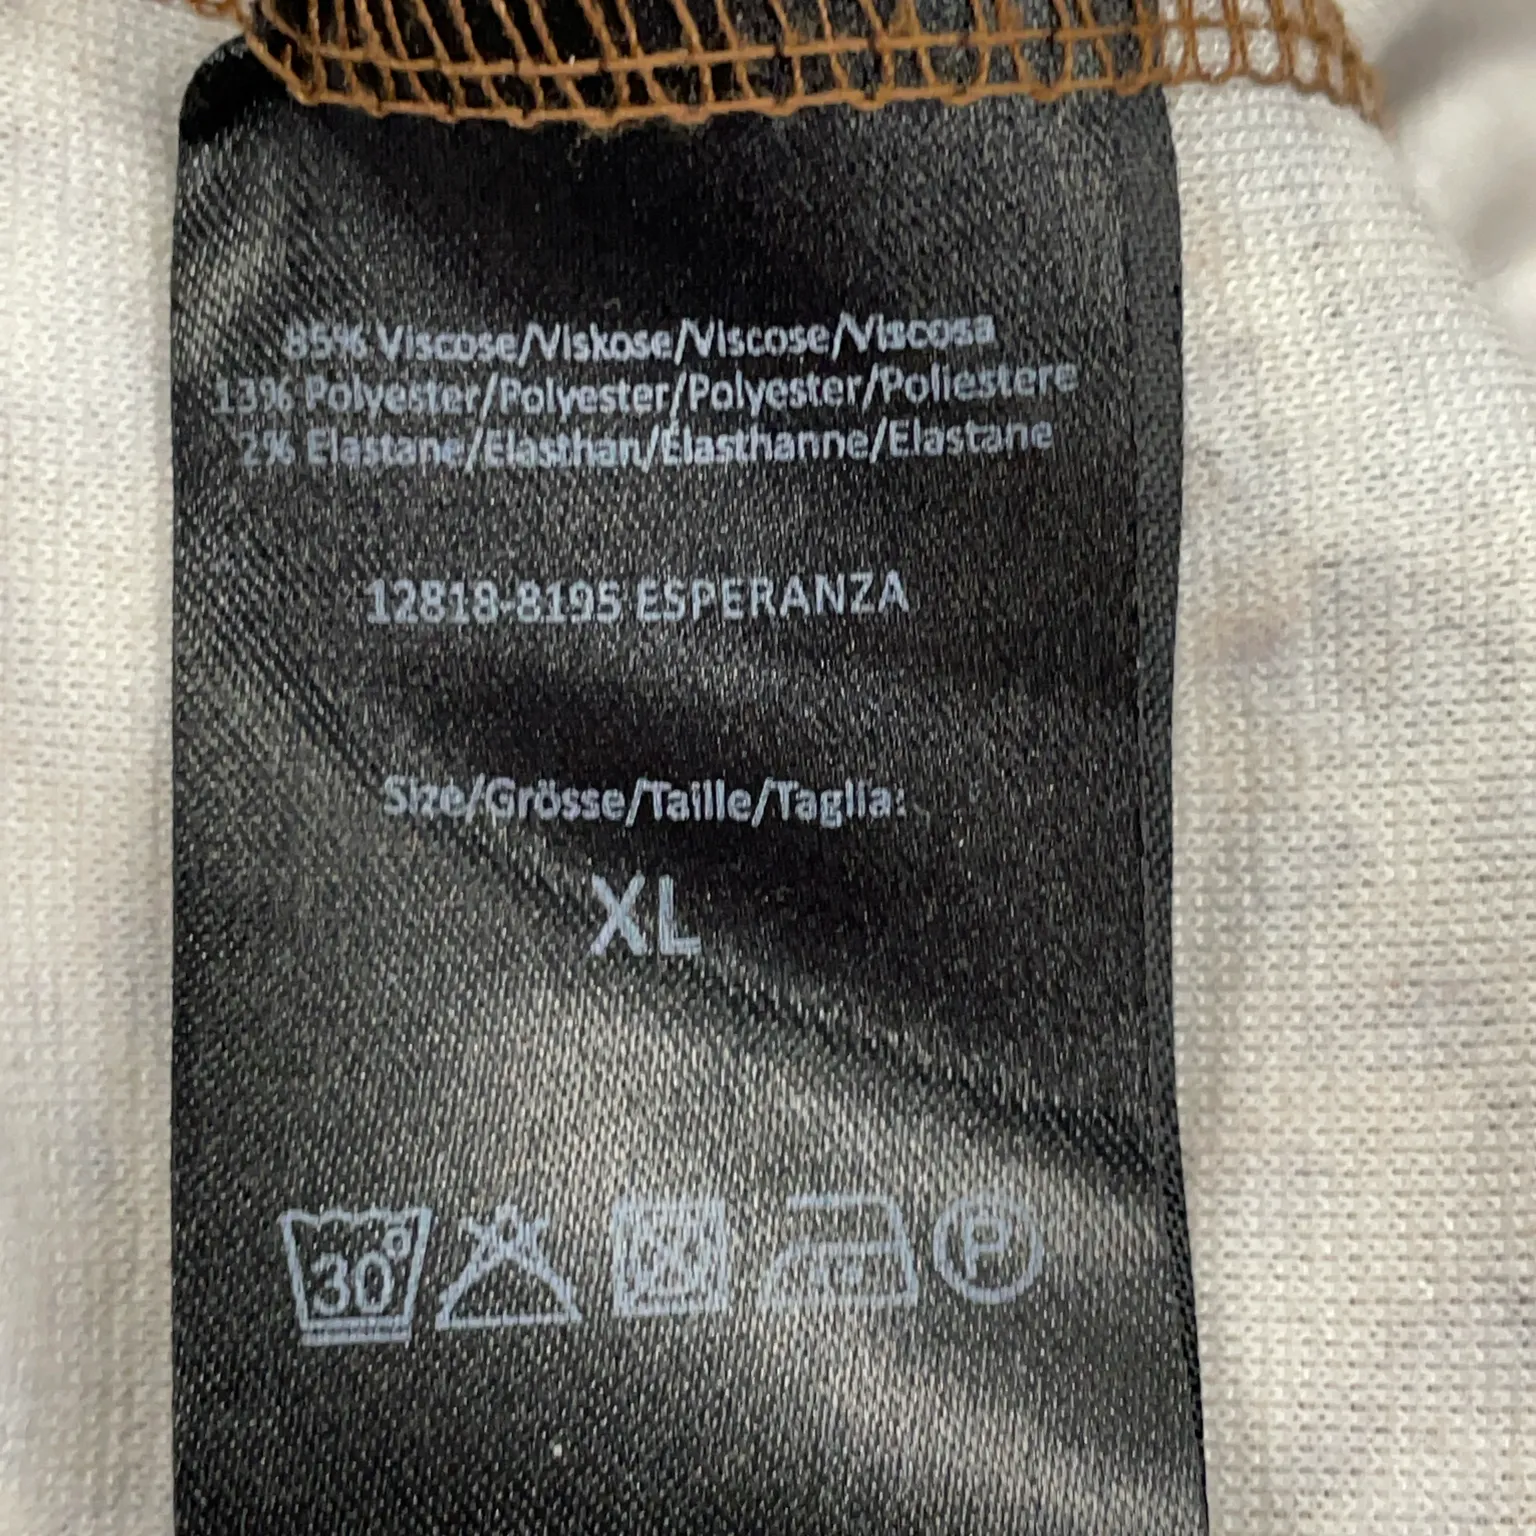 85% Viscose/Viskose/Viscose/Viscosa
13% Polyester/Polyester/Polyester/Poliestere
2% Elastane/Elasthan/Élasthanne/Elastane
12818-8195 ESPERANZA
Size/Grösse/Taille/Taglia:
XL
30° P